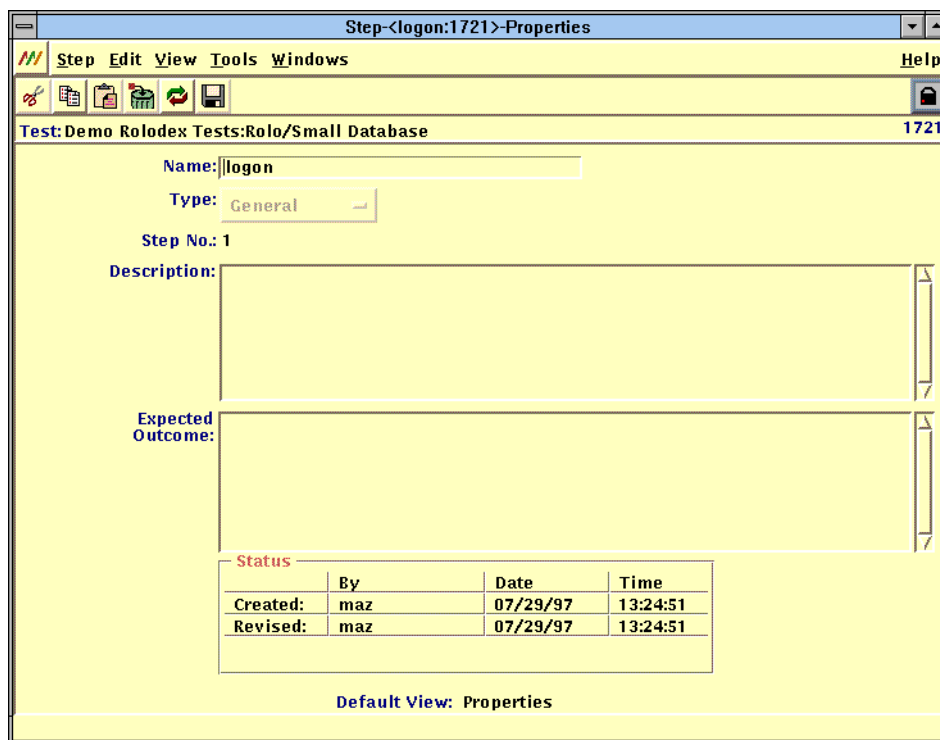 Step-<logon:1721>-Properties
Step Edit View Tools Windows Help
Test: Demo Rolodex Tests:Rolo/Small Database 1721
Name: logon
Type: General
Step No.: 1
Description:
Expected
Outcome:
Status
By Date Time
Created: maz 07/29/97 13:24:51
Revised: maz 07/29/97 13:24:51
Default View: Properties